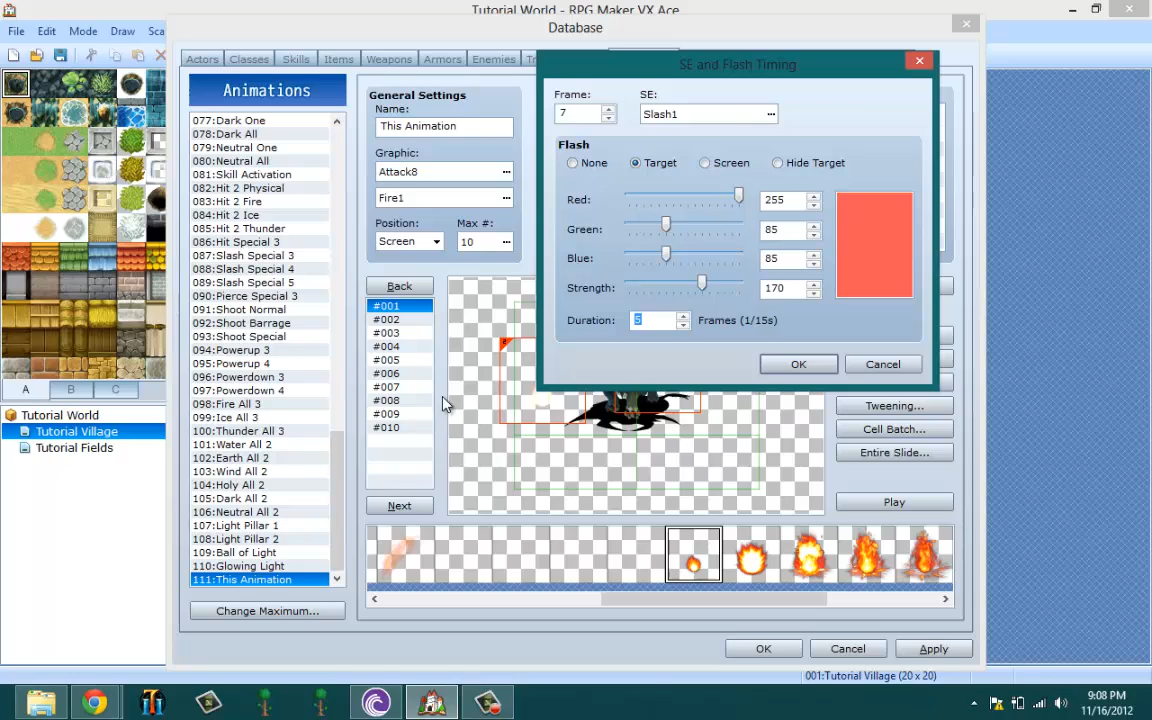 Tutorial World - RPG Maker VX Ace
File Edit Mode Draw Sca
Database
Actors Classes Skills Items Weapons Armors Enemies
Animations
077:Dark One
078:Dark All
079:Neutral One
080:Neutral All
081:Skill Activation
082:Hit 2 Physical
083:Hit 2 Fire
084:Hit 2 Ice
085:Hit 2 Thunder
086:Hit Special 3
087:Slash Special 3
088:Slash Special 4
089:Slash Special 5
090:Pierce Special 3
091:Shoot Normal
092:Shoot Barrage
093:Shoot Special
094:Powerup 3
095:Powerup 4
096:Powerdown 3
097:Powerdown 4
098:Fire All 3
099:Ice All 3
100:Thunder All 3
101:Water All 2
102:Earth All 2
103:Wind All 2
104:Holy All 2
105:Dark All 2
106:Neutral All 2
107:Light Pillar 1
108:Light Pillar 2
109:Ball of Light
110:Glowing Light
111:This Animation
Change Maximum...
General Settings
Name:
This Animation
Graphic:
Attack8 ...
Fire1 ...
Position: Max #:
Screen 10 ...
Back
#001
#002
#003
#004
#005
#006
#007
#008
#009
#010
Next
SE and Flash Timing
Frame: SE:
7 Slash1 ...
Flash
None Target Screen Hide Target
Red: 255
Green: 85
Blue: 85
Strength: 170
Duration: 5 Frames (1/15s)
OK Cancel
Tweening...
Cell Batch...
Entire Slide...
Play
OK Cancel Apply
A B C
Tutorial World
Tutorial Village
Tutorial Fields
001:Tutorial Village (20 x 20)
9:08 PM
11/16/2012